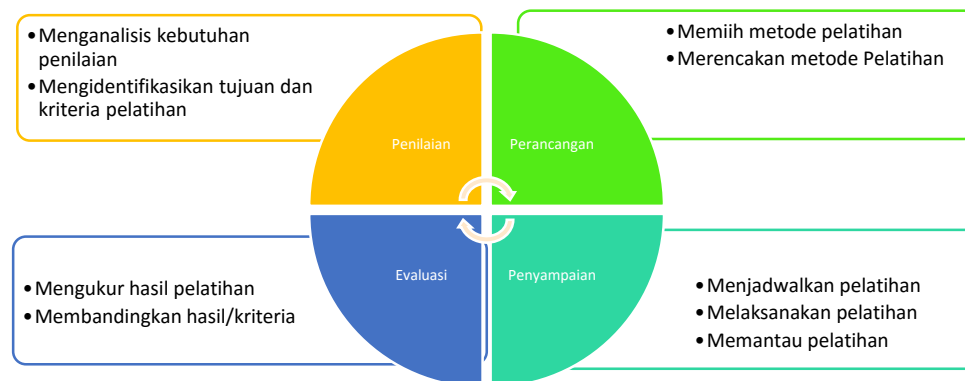 •Menganalisis kebutuhan
penilaian
•Mengidentifikasikan tujuan dan
kriteria pelatihan
•Memiih metode pelatihan
•Merencakan metode Pelatihan
Penilaian
Perancangan
Evaluasi
Penyampaian
•Mengukur hasil pelatihan
•Membandingkan hasil/kriteria
•Menjadwalkan pelatihan
•Melaksanakan pelatihan
•Memantau pelatihan